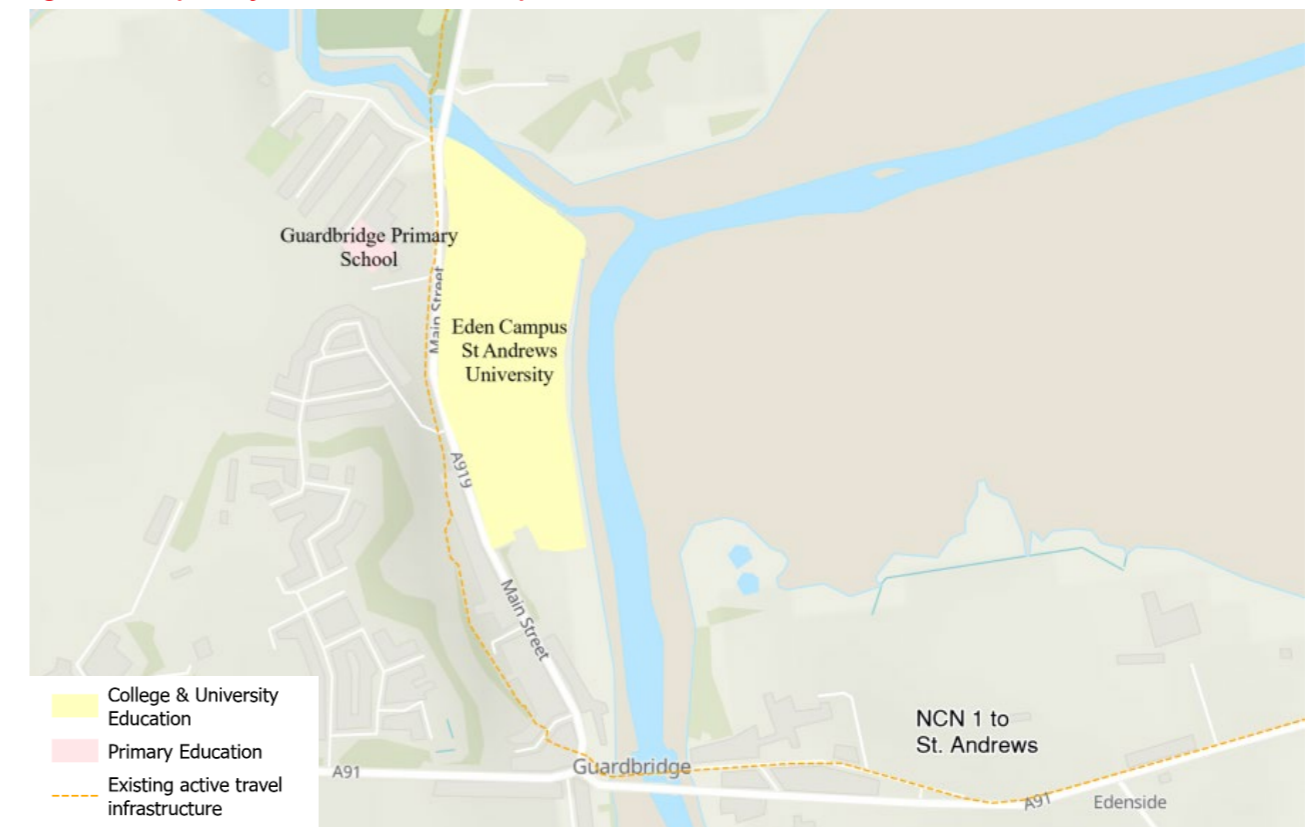 Guardbridge Primary
School
Main Street
Eden Campus
St Andrews
University
A919
Main Street
NCN 1 to
St. Andrews
Guardbridge
A91
A91
Edenside
College & University
Education
Primary Education
Existing active travel
infrastructure